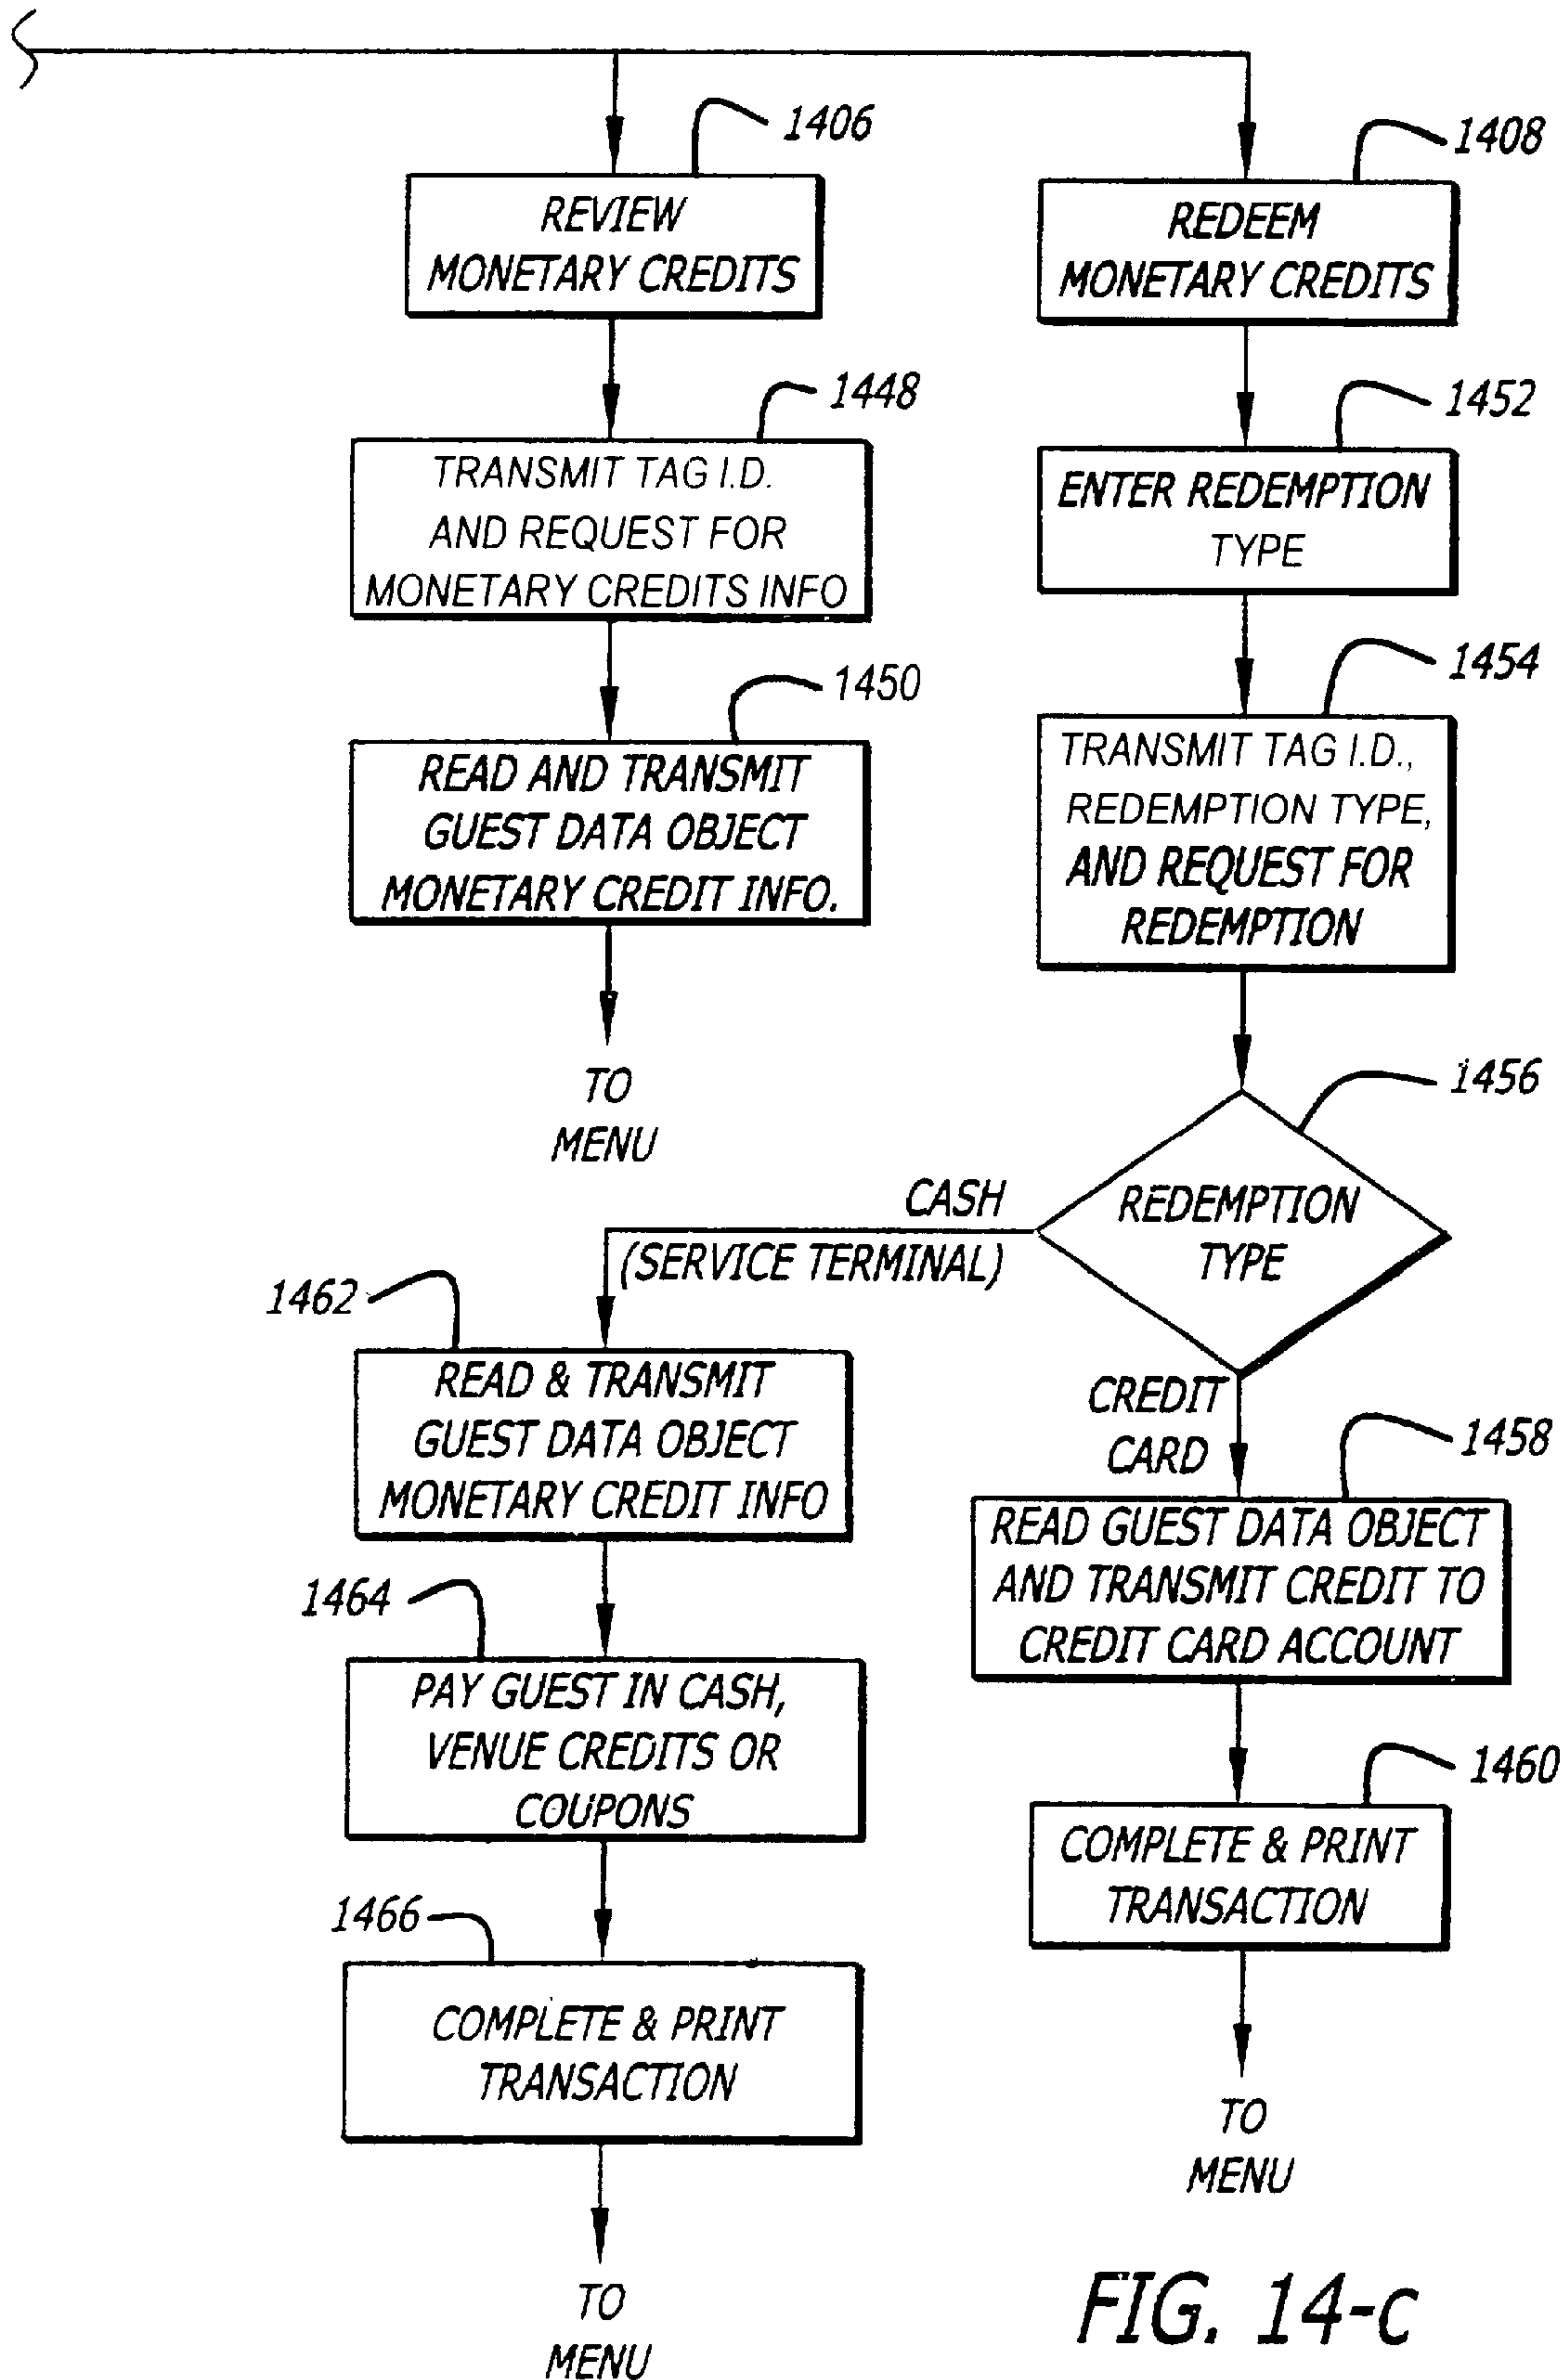 1406
REVIEW
MONETARY CREDITS
1448
TRANSMIT TAG I.D.
AND REQUEST FOR
MONETARY CREDITS INFO
1450
READ AND TRANSMIT
GUEST DATA OBJECT
MONETARY CREDIT INFO.
TO
MENU
1408
REDEEM
MONETARY CREDITS
1452
ENTER REDEMPTION
TYPE
1454
TRANSMIT TAG I.D.,
REDEMPTION TYPE,
AND REQUEST FOR
REDEMPTION
1456
REDEMPTION
TYPE
CASH
(SERVICE TERMINAL)
1462
READ & TRANSMIT
GUEST DATA OBJECT
MONETARY CREDIT INFO
1464
PAY GUEST IN CASH,
VENUE CREDITS OR
COUPONS
1466
COMPLETE & PRINT
TRANSACTION
TO
MENU
CREDIT
CARD
1458
READ GUEST DATA OBJECT
AND TRANSMIT CREDIT TO
CREDIT CARD ACCOUNT
1460
COMPLETE & PRINT
TRANSACTION
TO
MENU
FIG. 14-c